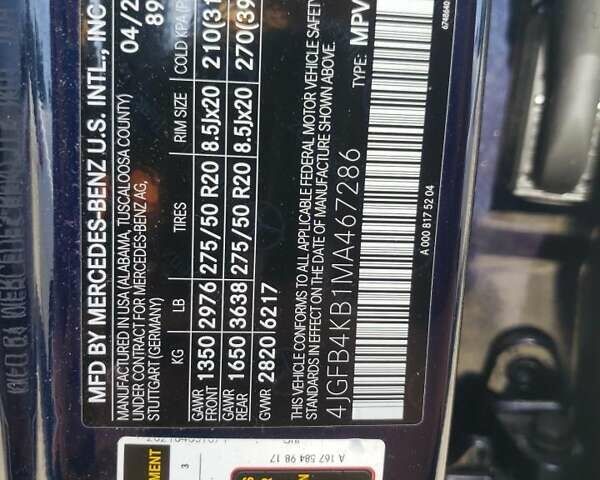 MFD BY MERCEDES-BENZ U.S. INTL., INC
MANUFACTURED IN USA (ALABAMA, TUSCALOOSA COUNTY)
UNDER CONTRACT FOR MERCEDES-BENZ AG,
STUTTGART (GERMANY)
04/2
89
KG LB TIRES RIM SIZE COLD KPA (P
GAWR FRONT 1350 2976 275/50 R20 8.5Jx20 210(31
GAWR REAR 1650 3638 275/50 R20 8.5Jx20 270(39
GVWR 2820 6217
THIS VEHICLE CONFORMS TO ALL APPLICABLE FEDERAL MOTOR VEHICLE SAFETY
STANDARDS IN EFFECT ON THE DATE OF MANUFACTURE SHOWN ABOVE.
4JGFB4KB1MA467286 MPV
A 000 817 52 04
6748640
A 167 584 98 17
3